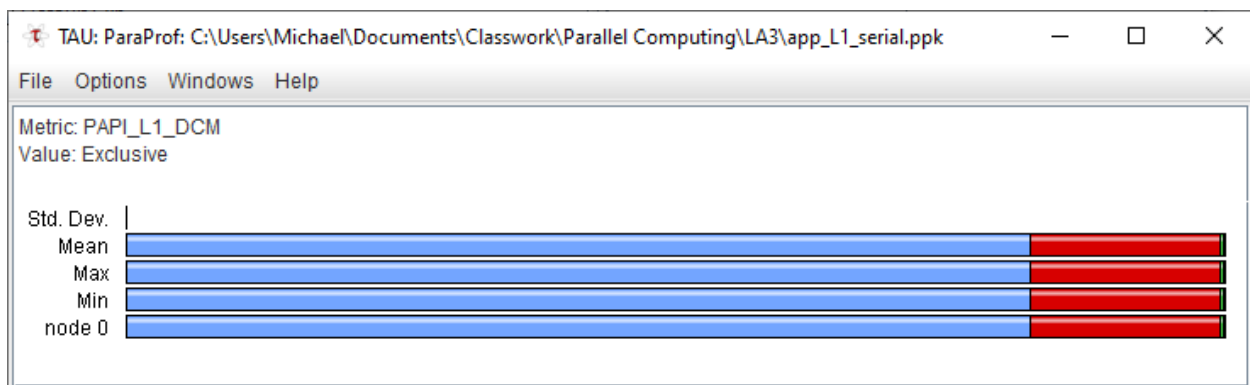 TAU: ParaProf: C:\Users\Michael\Documents\Classwork\Parallel Computing\LA3\app_L1_serial.ppk
File Options Windows Help
Metric: PAPI_L1_DCM
Value: Exclusive
Std. Dev.
Mean
Max
Min
node 0